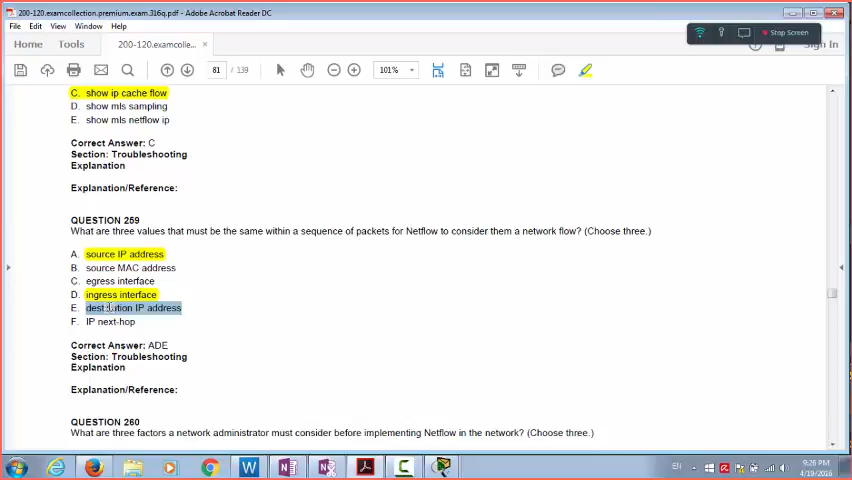 200-120.examcollection.premium.exam.316q.pdf - Adobe Acrobat Reader DC
File Edit View Window Help
Stop Screen
Home Tools 200-120.examcolle... × Sign In
81 / 139 101%
C. show ip cache flow
D. show mls sampling
E. show mls netflow ip
Correct Answer: C
Section: Troubleshooting
Explanation
Explanation/Reference:
QUESTION 259
What are three values that must be the same within a sequence of packets for Netflow to consider them a network flow? (Choose three.)
A. source IP address
B. source MAC address
C. egress interface
D. ingress interface
E. destination IP address
F. IP next-hop
Correct Answer: ADE
Section: Troubleshooting
Explanation
Explanation/Reference:
QUESTION 260
What are three factors a network administrator must consider before implementing Netflow in the network? (Choose three.)
EN 9:26 PM
4/19/2016